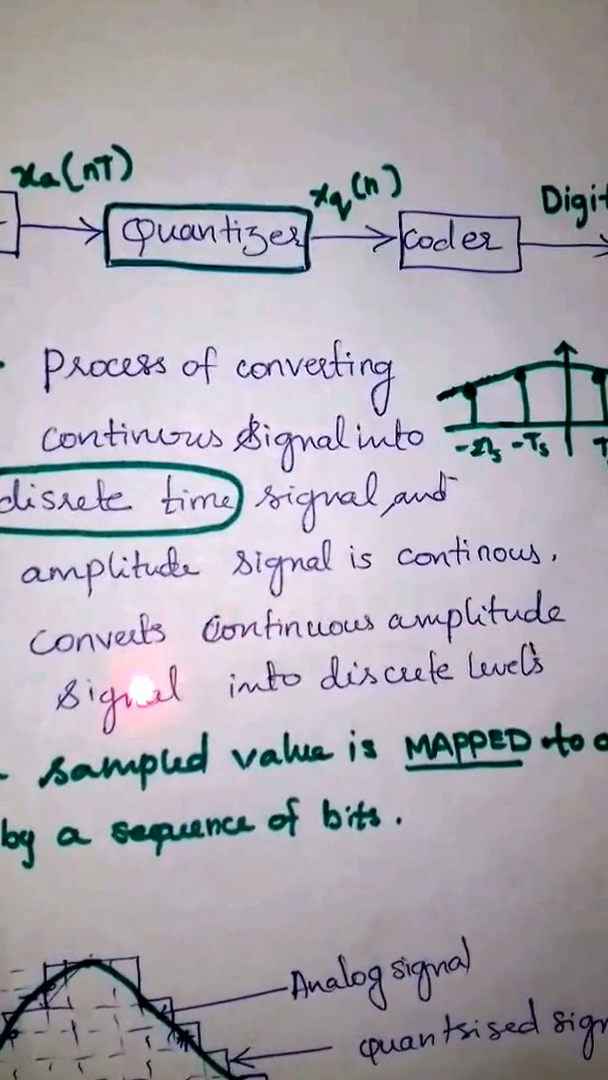 xa(nT)
xq(n)
Digit
Quantizer
coder
Process of converting
continuous signal into
-2Ts -Ts T
discrete time signal, and
amplitude signal is continous.
Converts continuous amplitude
signal into discrete levels
- sampled value is MAPPED to a
by a sequence of bits.
Analog signal
quantsised sign